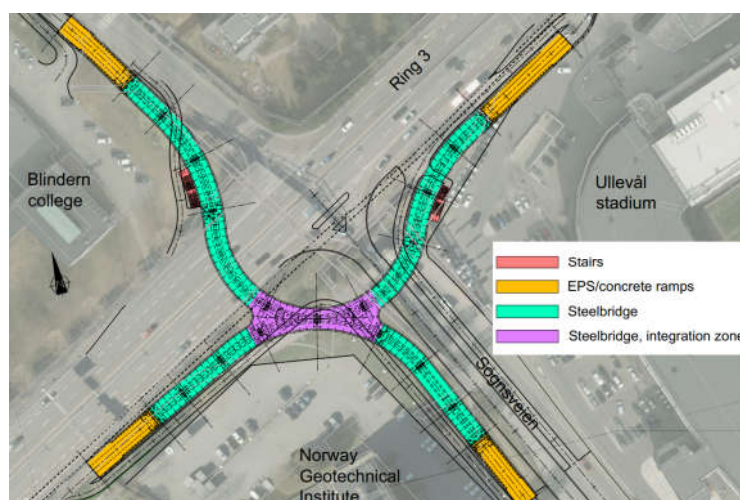 Ring 3
Blindern
college
Ullevål
stadium
Stairs
EPS/concrete ramps
Steelbridge
Steelbridge, integration zone
Sognsveien
Norway
Geotechnical
Institute